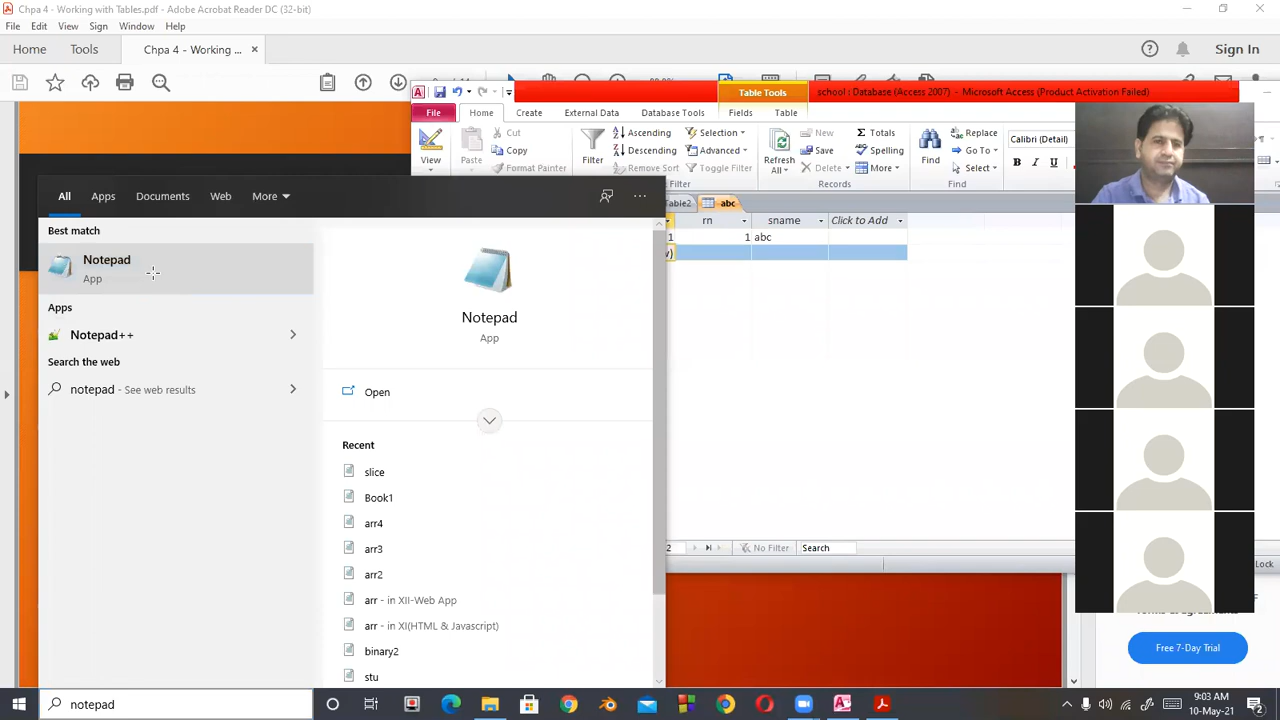 Chpa 4 - Working with Tables.pdf - Adobe Acrobat Reader DC (32-bit)
File Edit View Sign Window Help
Home Tools Chpa 4 - Working ... × Sign In
Table Tools school : Database (Access 2007) - Microsoft Access (Product Activation Failed)
File Home Create External Data Database Tools Fields Table
View Paste Cut Copy Format Painter
Filter Ascending Descending Remove Sort Selection Advanced Toggle Filter
Refresh All New Save Delete Totals Spelling More
Records
Find Replace Go To Select
Find
Calibri (Detail)
B I U
All Apps Documents Web More
Best match
Notepad
App
Apps
Notepad++
Search the web
notepad - See web results
Notepad
App
Open
Recent
slice
Book1
arr4
arr3
arr2
arr - in XII-Web App
arr - in XI(HTML & Javascript)
binary2
stu
abc
rn sname Click to Add
1 abc
No Filter Search
Lock
Free 7-Day Trial
notepad
9:03 AM
10-May-21